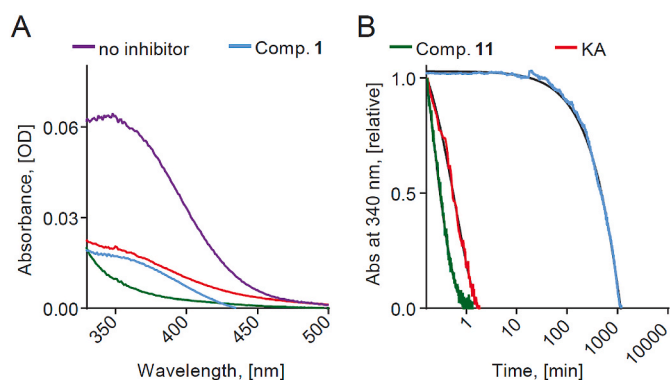 A
no inhibitor
Comp. 1
B
Comp. 11
KA
Absorbance, [OD]
0.06
0.03
0.00
350
400
450
500
Wavelength, [nm]
Abs at 340 nm, [relative]
1.0
0.5
0.0
1
10
100
1000
10000
Time, [min]